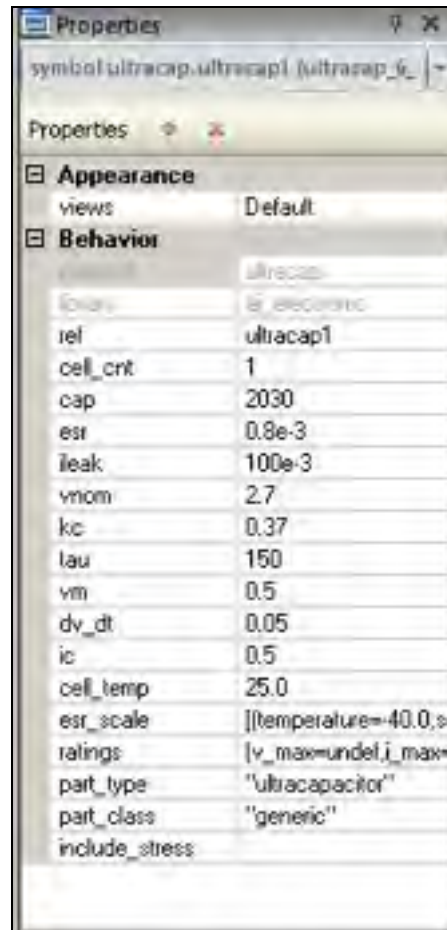 Properties
symbol ultracap.ultracap1 (ultracap_6_
Properties
Appearance
views Default
Behavior
ultracap
ai_electronic
ref ultracap1
cell_cnt 1
cap 2030
esr 0.8e-3
ileak 100e-3
vnom 2.7
kc 0.37
tau 150
vm 0.5
dv_dt 0.05
ic 0.5
cell_temp 25.0
esr_scale [(temperature=-40.0,s
ratings (v_max=undef,i_max=
part_type "ultracapacitor"
part_class "generic"
include_stress